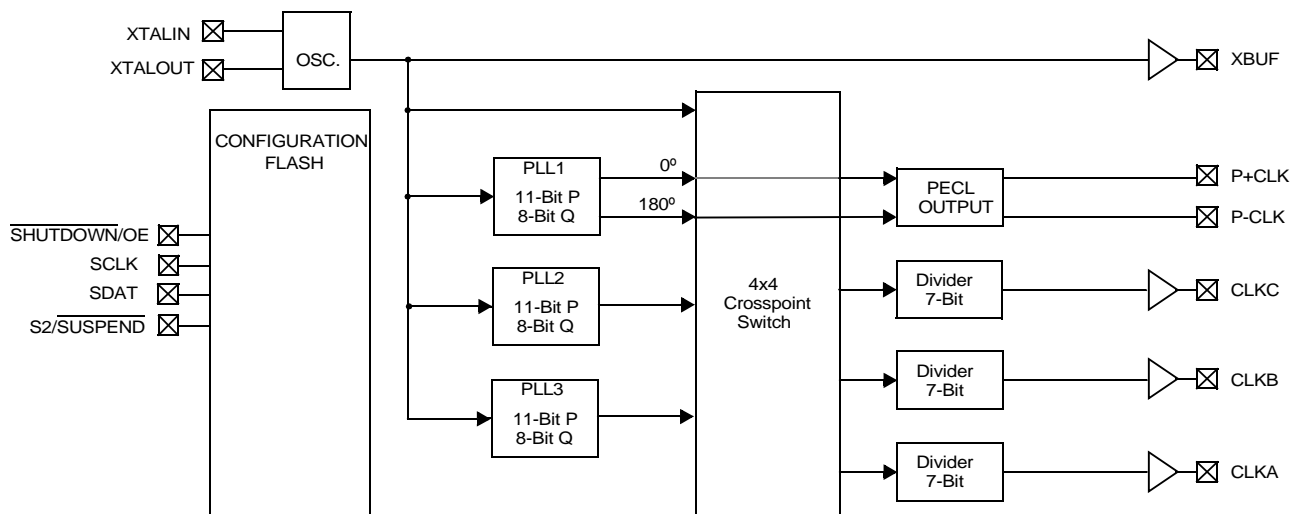 XTALIN
XTALOUT
OSC.
XBUF
CONFIGURATION
FLASH
SHUTDOWN/OE
SCLK
SDAT
S2/SUSPEND
PLL1
11-Bit P
8-Bit Q
0º
180º
PLL2
11-Bit P
8-Bit Q
PLL3
11-Bit P
8-Bit Q
4x4
Crosspoint
Switch
PECL
OUTPUT
P+CLK
P-CLK
Divider
7-Bit
CLKC
Divider
7-Bit
CLKB
Divider
7-Bit
CLKA